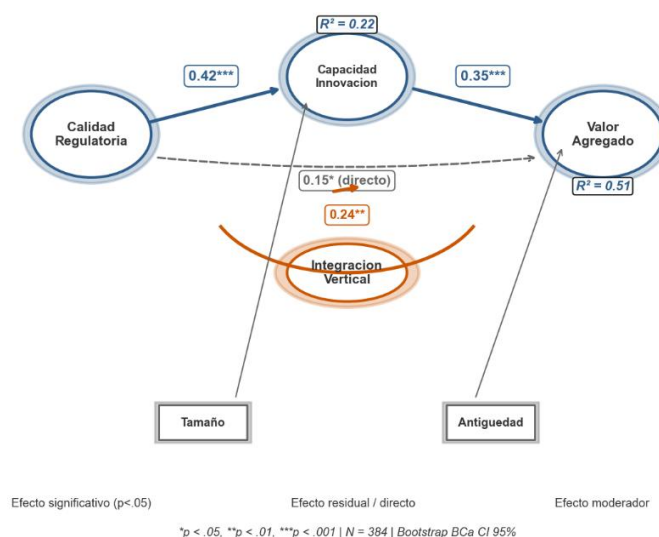 R² = 0.22
0.42***
Capacidad
Innovacion
0.35***
Calidad
Regulatoria
Valor
Agregado
0.15* (directo)
R² = 0.51
0.24**
Integracion
Vertical
Tamaño
Antiguedad
Efecto significativo (p<.05)
Efecto residual / directo
Efecto moderador
*p < .05, **p < .01, ***p < .001 | N = 384 | Bootstrap BCa CI 95%